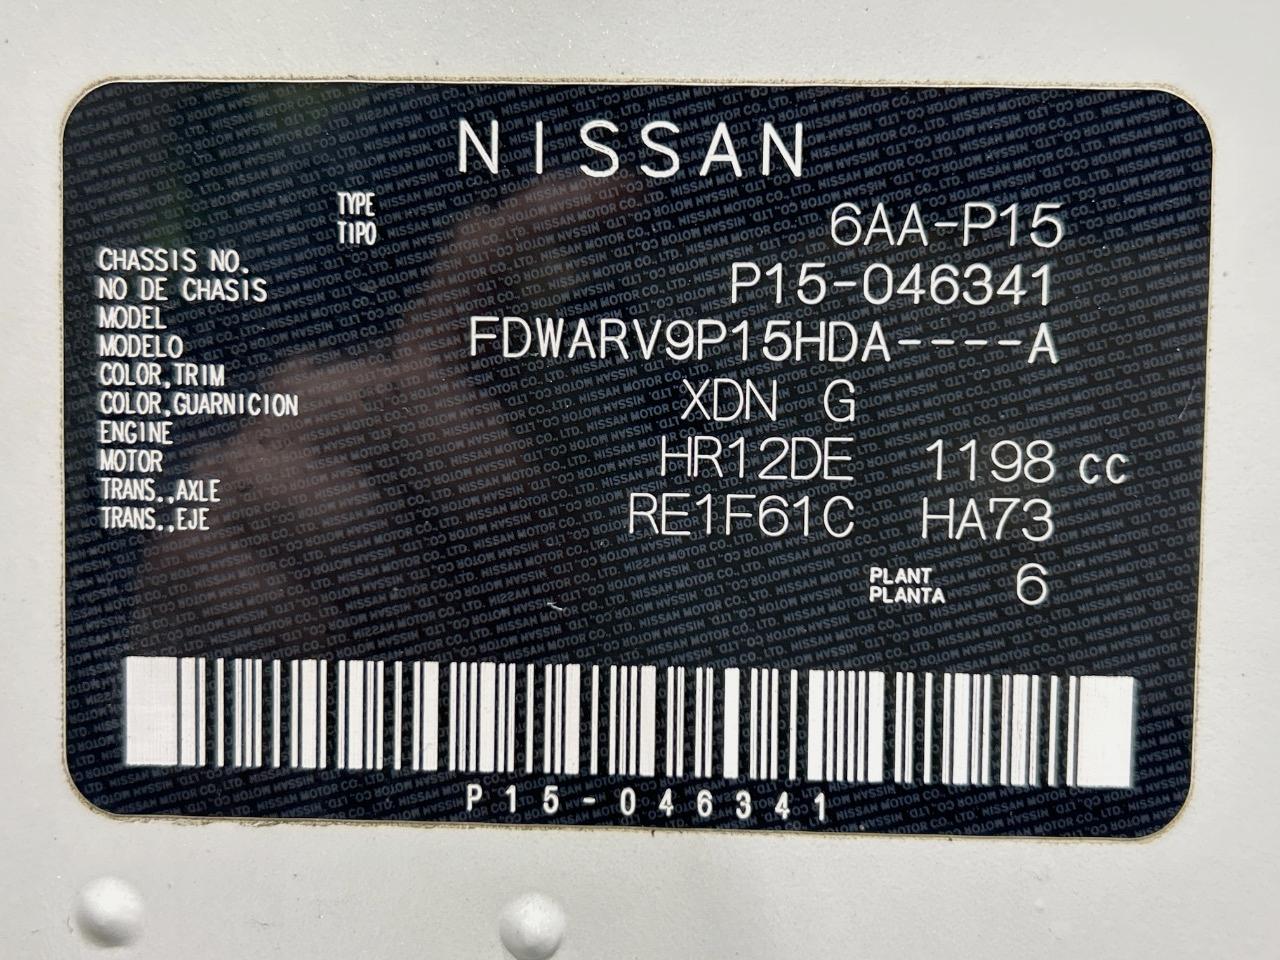 NISSAN
TYPE
TIPO 6AA-P15
CHASSIS NO.
NO DE CHASIS P15-046341
MODEL
MODELO FDWARV9P15HDA----A
COLOR,TRIM
COLOR,GUARNICION XDN G
ENGINE
MOTOR HR12DE 1198 cc
TRANS.,AXLE
TRANS.,EJE RE1F61C HA73
PLANT
PLANTA 6
P15-046341